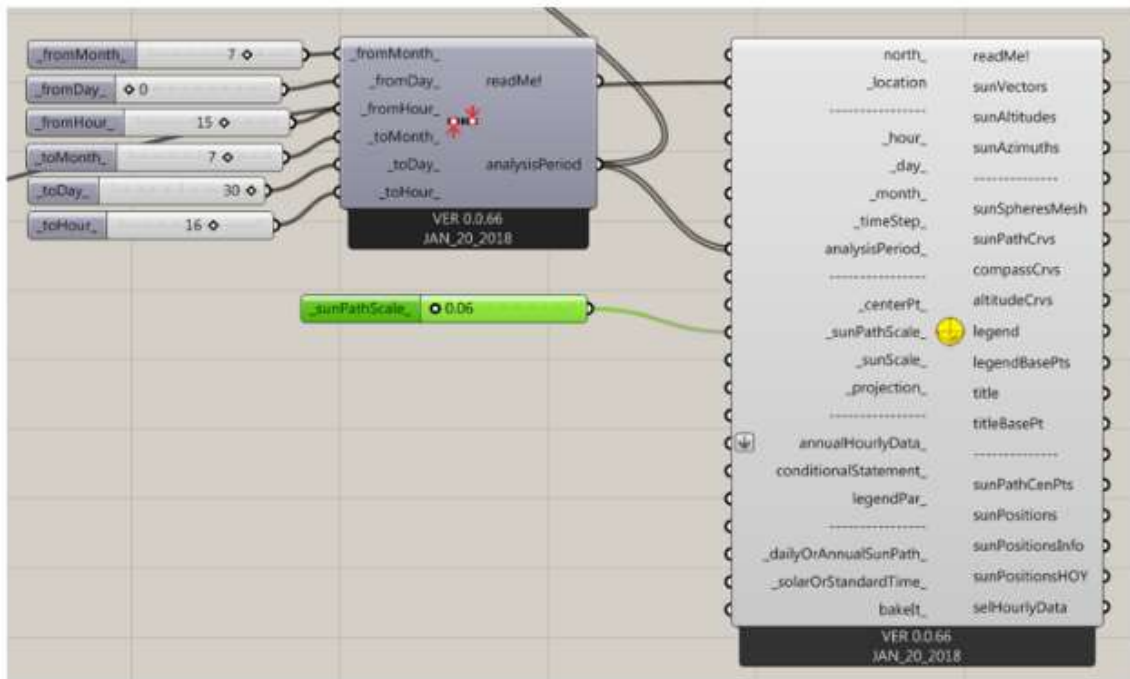 _fromMonth_ 7
_fromDay_ 0
_fromHour_ 15
_toMonth_ 7
_toDay_ 30
_toHour_ 16
_fromMonth_
_fromDay_
_fromHour_
_toMonth_
_toDay_
_toHour_
readMe!
analysisPeriod
VER 0.0.66
JAN_20_2018
_sunPathScale_ 0.06
north_
_location
----------------
_hour_
_day_
_month_
_timeStep_
analysisPeriod_
----------------
_centerPt_
_sunPathScale_
_sunScale_
_projection_
----------------
annualHourlyData_
conditionalStatement_
legendPar_
----------------
_dailyOrAnnualSunPath_
_solarOrStandardTime_
bakeIt_
readMe!
sunVectors
sunAltitudes
sunAzimuths
--------------
sunSpheresMesh
sunPathCrvs
compassCrvs
altitudeCrvs
legend
legendBasePts
title
titleBasePt
--------------
sunPathCenPts
sunPositions
sunPositionsInfo
sunPositionsHOY
selHourlyData
VER 0.0.66
JAN_20_2018